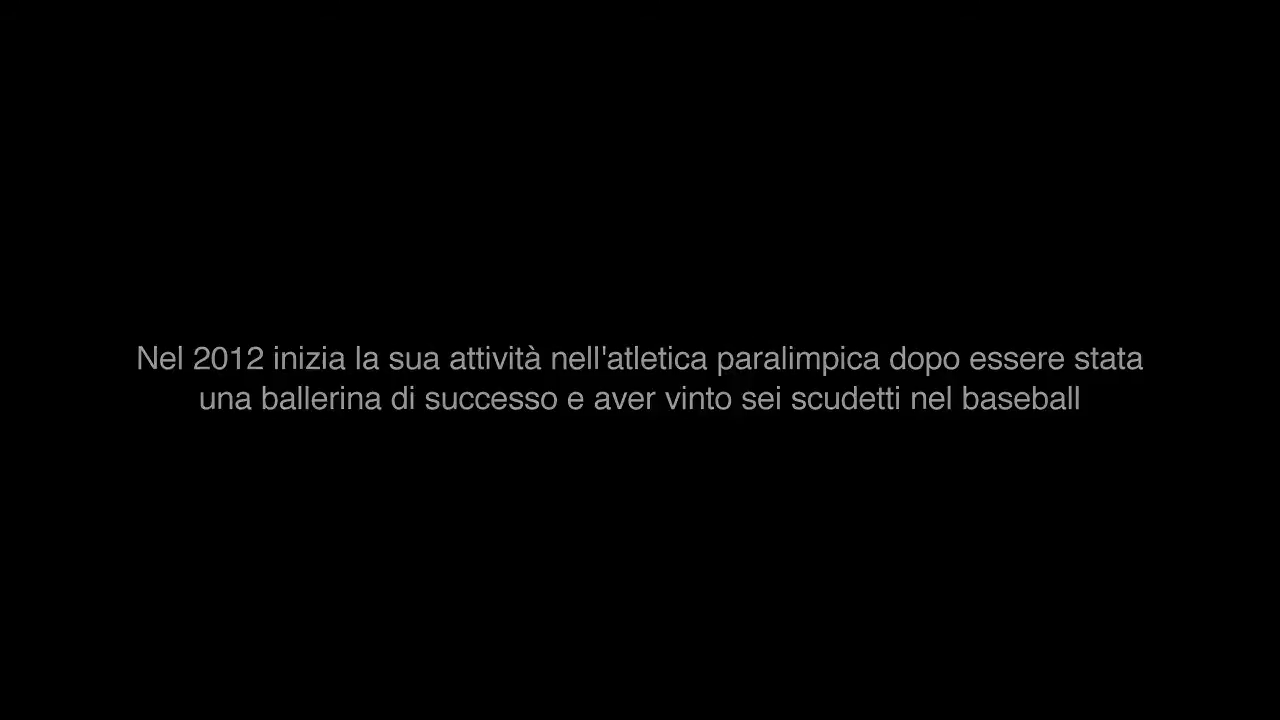 Nel 2012 inizia la sua attività nell'atletica paralimpica dopo essere stata
una ballerina di successo e aver vinto sei scudetti nel baseball